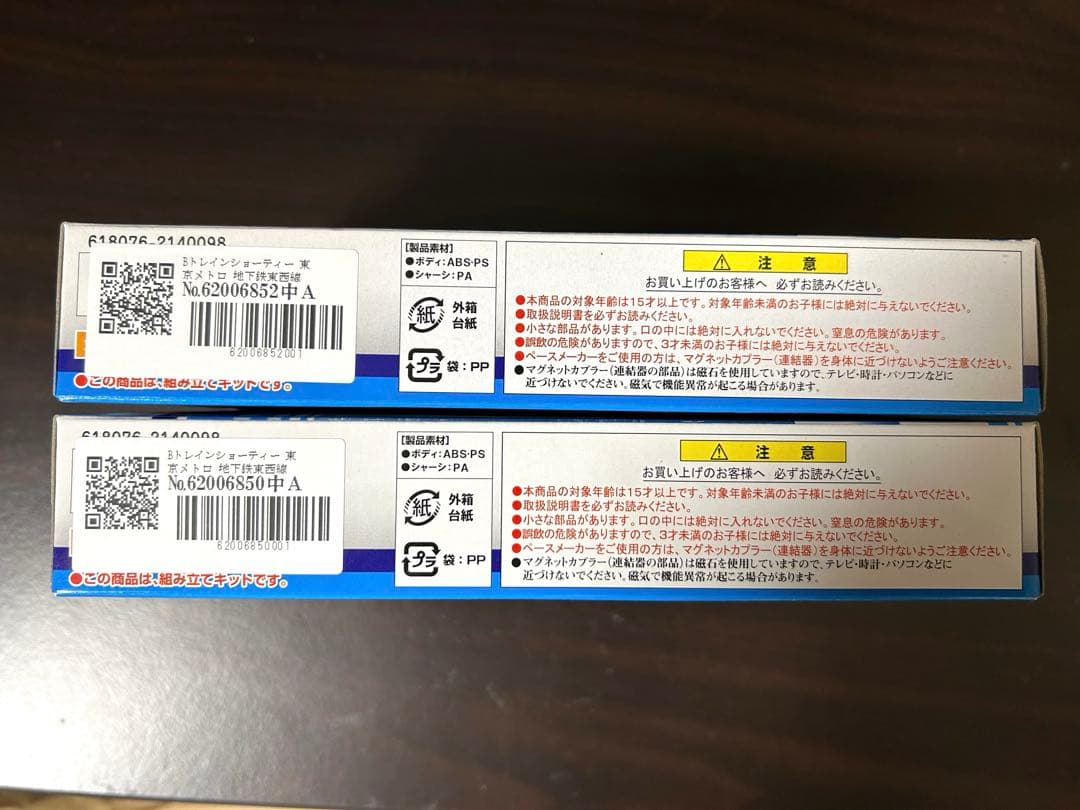 618076-2140098
Bトレインショーティー 東
京メトロ 地下鉄東西線
No.62006852中A
62006852001
●この商品は、組み立てキットです。
【製品素材】
●ボディ:ABS・PS
●シャーシ:PA
紙
外箱
台紙
プラ
袋:PP
注 意
お買い上げのお客様へ 必ずお読みください。
●本商品の対象年齢は15才以上です。対象年齢未満のお子様には絶対に与えないでください。
●取扱説明書を必ずお読みください。
●小さな部品があります。口の中には絶対に入れないでください。窒息の危険があります。
●誤飲の危険がありますので、3才未満のお子様には絶対に与えないでください。
●ペースメーカーをご使用の方は、マグネットカプラー(連結器)を身体に近づけないようご注意ください。
●マグネットカプラー(連結器の部品)は磁石を使用していますので、テレビ・時計・パソコンなどに
近づけないでください。磁気で機能異常が起こる場合があります。
618076-2140098
Bトレインショーティー 東
京メトロ 地下鉄東西線
No.62006850中A
62006850001
●この商品は、組み立てキットです。
【製品素材】
●ボディ:ABS・PS
●シャーシ:PA
紙
外箱
台紙
プラ
袋:PP
注 意
お買い上げのお客様へ 必ずお読みください。
●本商品の対象年齢は15才以上です。対象年齢未満のお子様には絶対に与えないでください。
●取扱説明書を必ずお読みください。
●小さな部品があります。口の中には絶対に入れないでください。窒息の危険があります。
●誤飲の危険がありますので、3才未満のお子様には絶対に与えないでください。
●ペースメーカーをご使用の方は、マグネットカプラー(連結器)を身体に近づけないようご注意ください。
●マグネットカプラー(連結器の部品)は磁石を使用していますので、テレビ・時計・パソコンなどに
近づけないでください。磁気で機能異常が起こる場合があります。